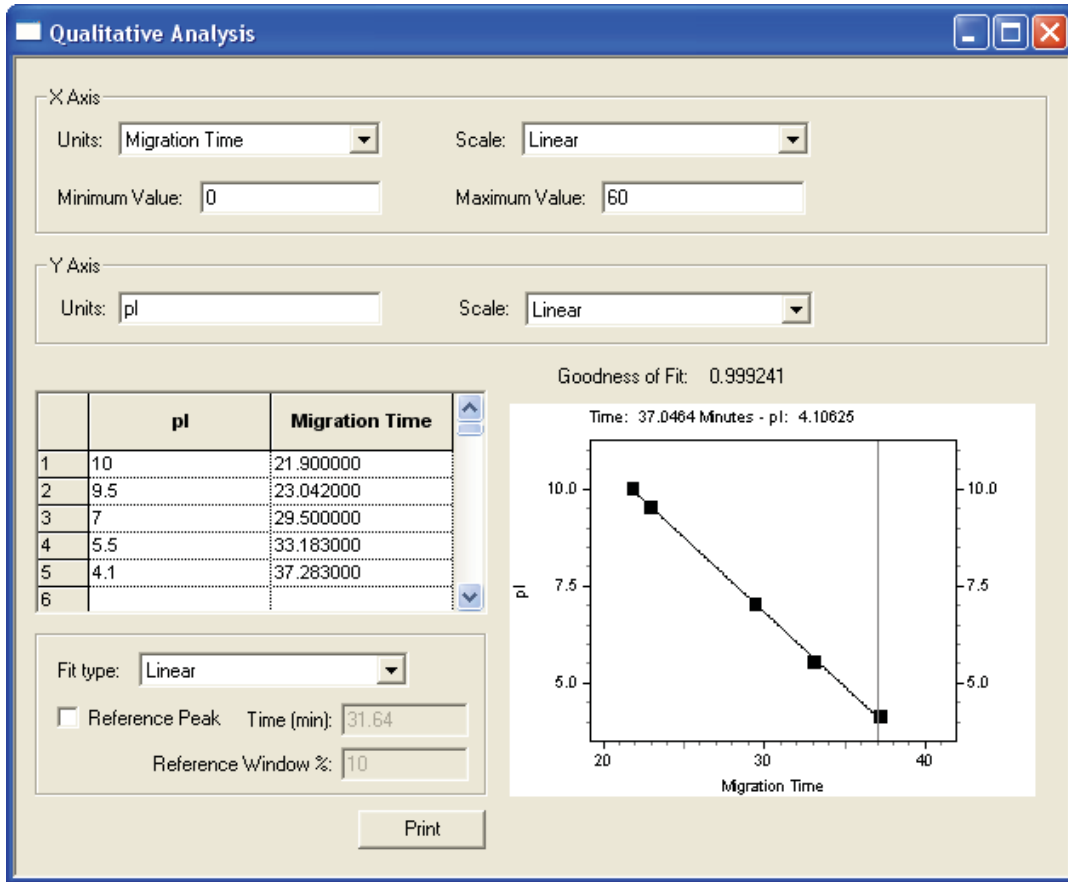 Qualitative Analysis
X Axis
Units: Migration Time Scale: Linear
Minimum Value: 0 Maximum Value: 60
Y Axis
Units: pI Scale: Linear
Goodness of Fit: 0.999241
pI Migration Time
1 10 21.900000
2 9.5 23.042000
3 7 29.500000
4 5.5 33.183000
5 4.1 37.283000
6
Time: 37.0464 Minutes - pI: 4.10625
10.0 10.0
7.5 7.5
pI
5.0 5.0
20 30 40
Migration Time
Fit type: Linear
Reference Peak Time (min): 31.64
Reference Window %: 10
Print